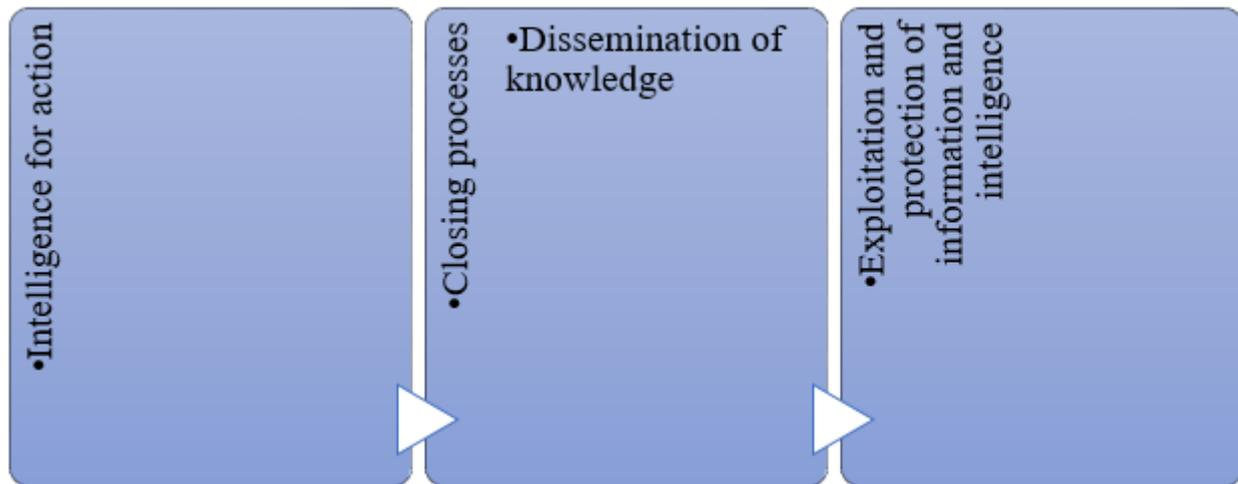 •Intelligence for action
•Closing processes
•Dissemination of
knowledge
•Exploitation and
protection of
information and
intelligence